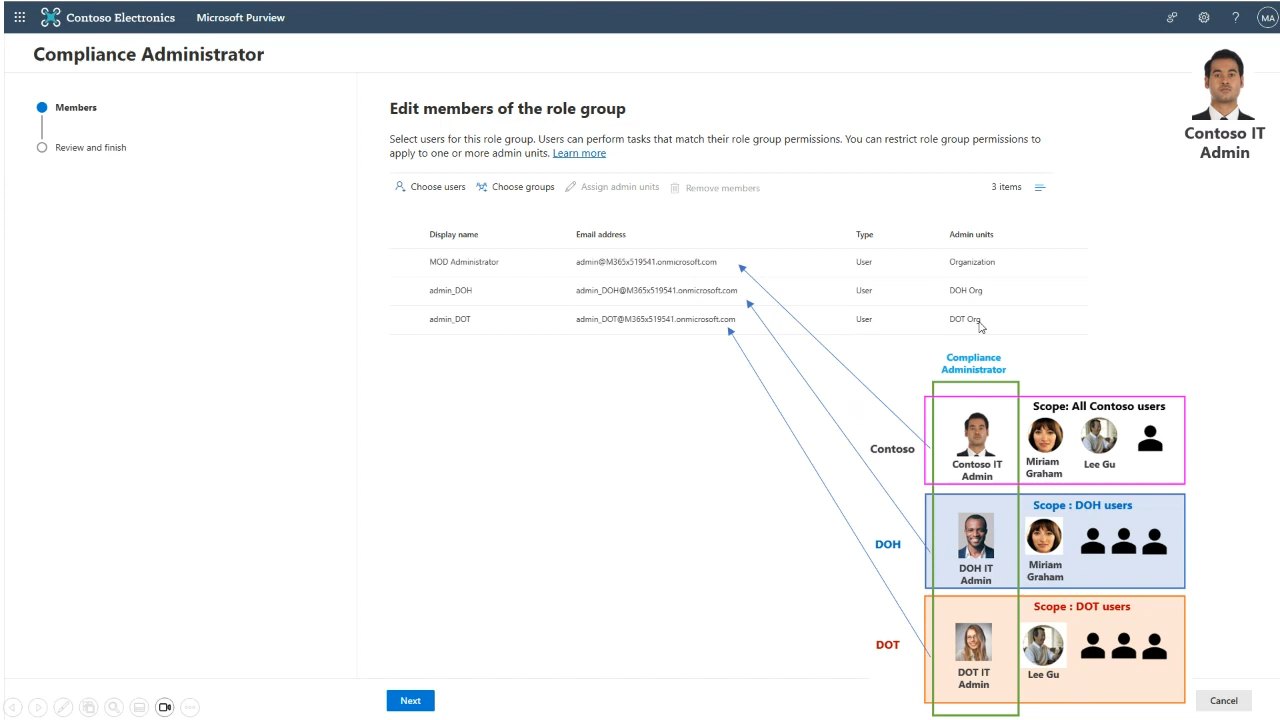 Contoso Electronics Microsoft Purview
? MA
Compliance Administrator
Members
Review and finish
Edit members of the role group
Select users for this role group. Users can perform tasks that match their role group permissions. You can restrict role group permissions to
apply to one or more admin units. Learn more
Choose users Choose groups Assign admin units Remove members 3 items
Display name Email address Type Admin units
MOD Administrator admin@M365x519541.onmicrosoft.com User Organization
admin_DOH admin_DOH@M365x519541.onmicrosoft.com User DOH Org
admin_DOT admin_DOT@M365x519541.onmicrosoft.com User DOT Org
Contoso IT
Admin
Compliance
Administrator
Contoso
Scope: All Contoso users
Contoso IT
Admin
Miriam
Graham
Lee Gu
DOH
Scope : DOH users
DOH IT
Admin
Miriam
Graham
DOT
Scope : DOT users
DOT IT
Admin
Lee Gu
Next
Cancel